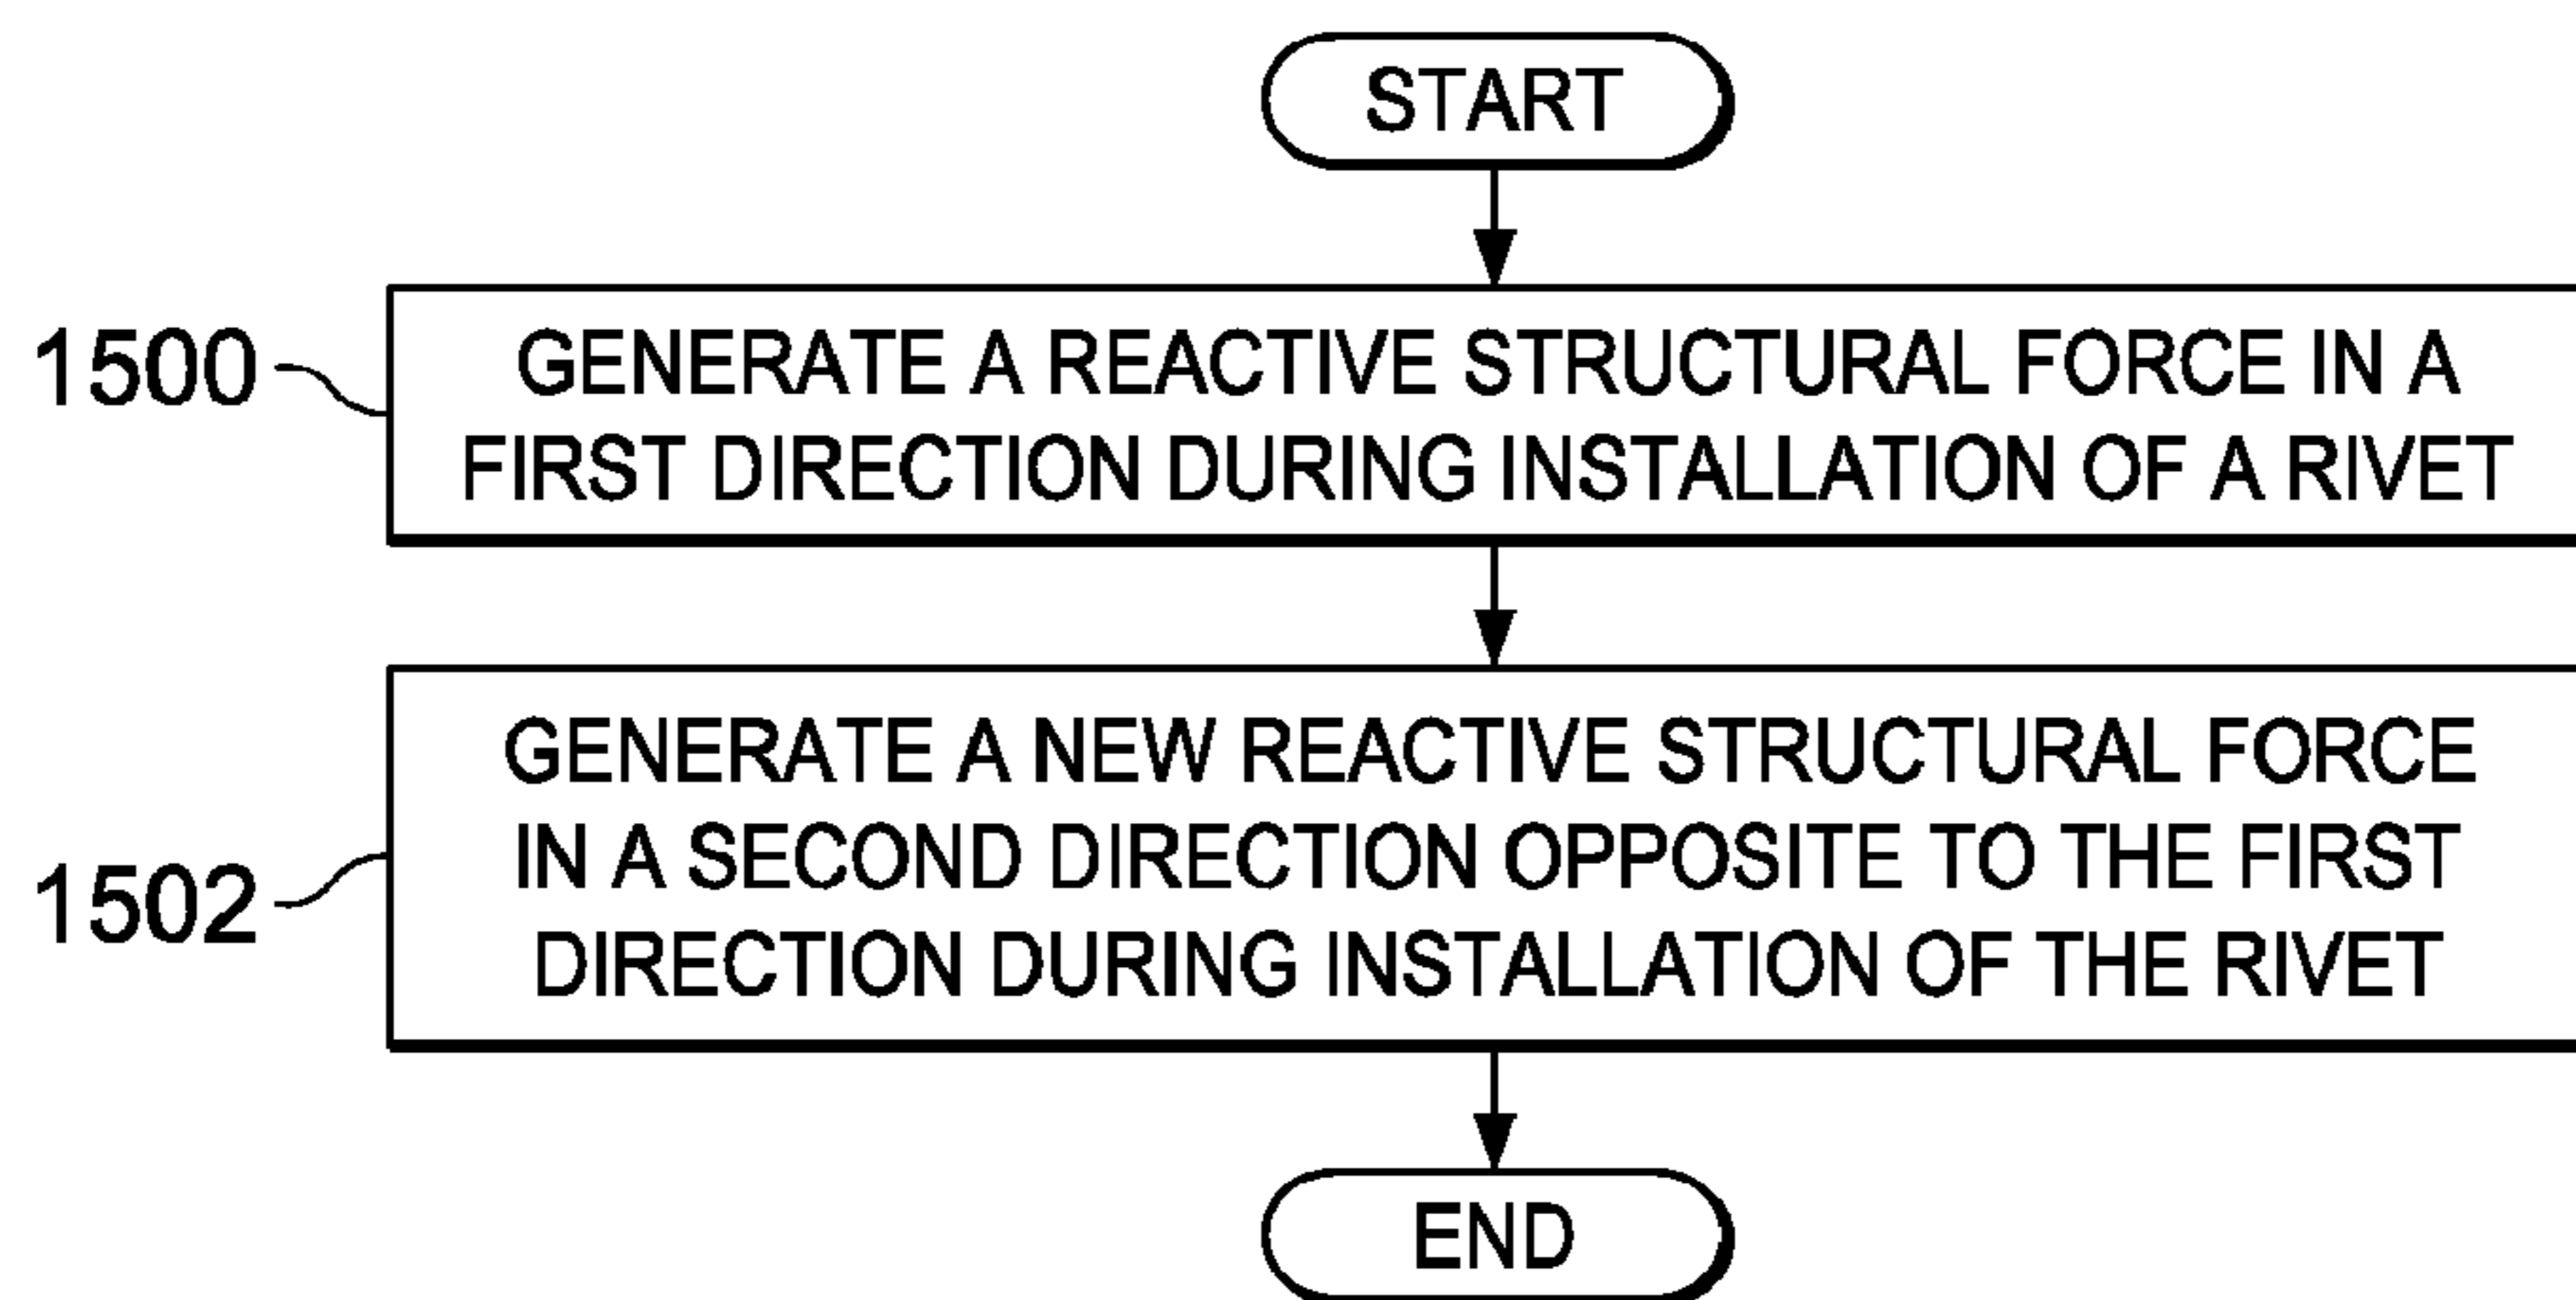 START
1500
GENERATE A REACTIVE STRUCTURAL FORCE IN A
FIRST DIRECTION DURING INSTALLATION OF A RIVET
1502
GENERATE A NEW REACTIVE STRUCTURAL FORCE
IN A SECOND DIRECTION OPPOSITE TO THE FIRST
DIRECTION DURING INSTALLATION OF THE RIVET
END